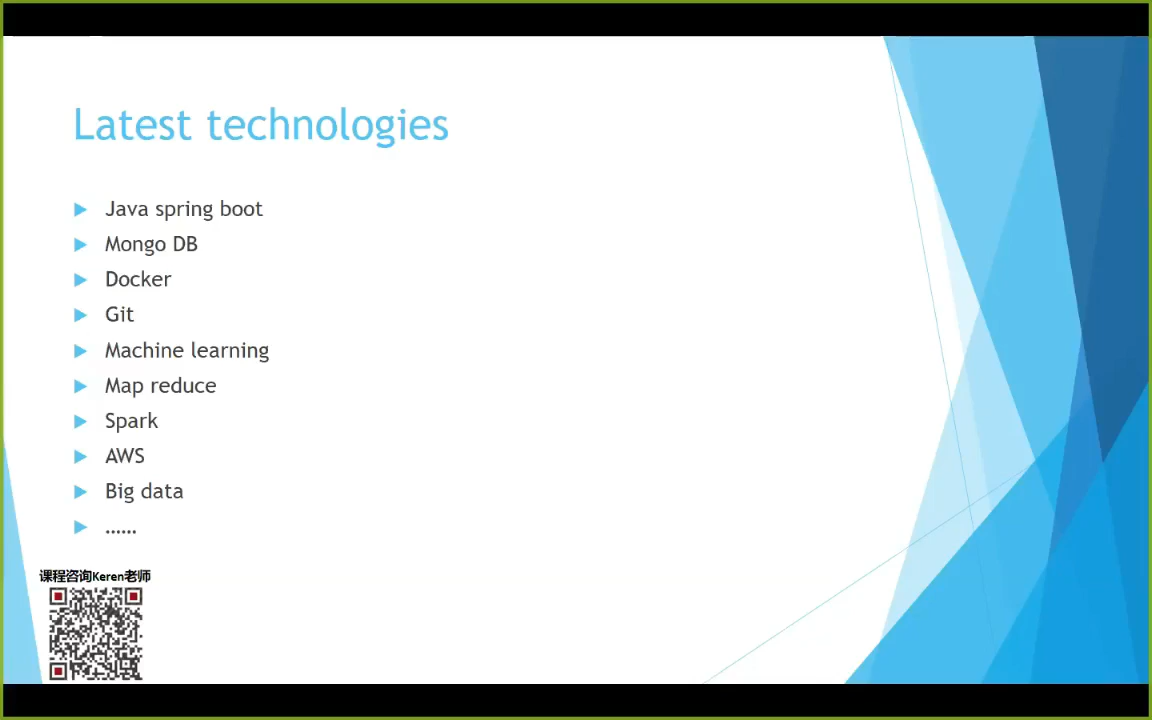 Latest technologies
Java spring boot
Mongo DB
Docker
Git
Machine learning
Map reduce
Spark
AWS
Big data
......
课程咨询Keren老师